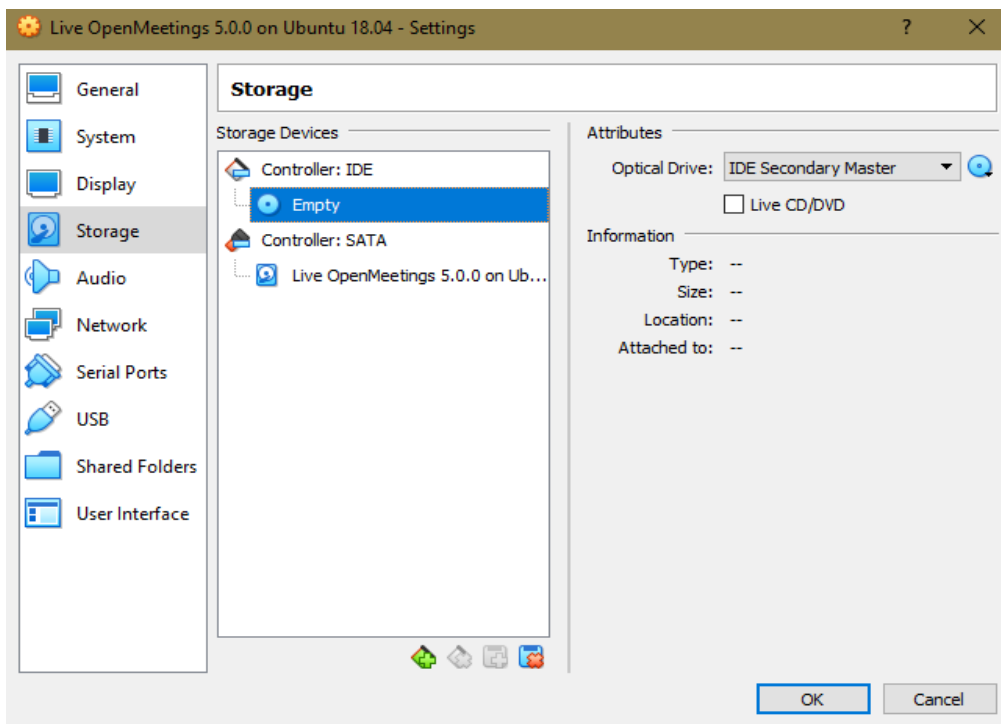 Live OpenMeetings 5.0.0 on Ubuntu 18.04 - Settings
?
General
System
Display
Storage
Audio
Network
Serial Ports
USB
Shared Folders
User Interface
Storage
Storage Devices
Controller: IDE
Empty
Controller: SATA
Live OpenMeetings 5.0.0 on Ub...
Attributes
Optical Drive: IDE Secondary Master
Live CD/DVD
Information
Type: --
Size: --
Location: --
Attached to: --
OK Cancel